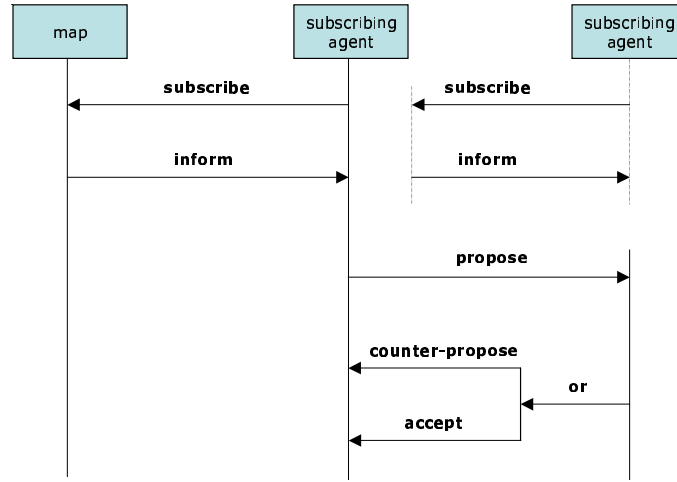 map
subscribing
agent
subscribing
agent
subscribe
subscribe
inform
inform
propose
counter-propose
or
accept